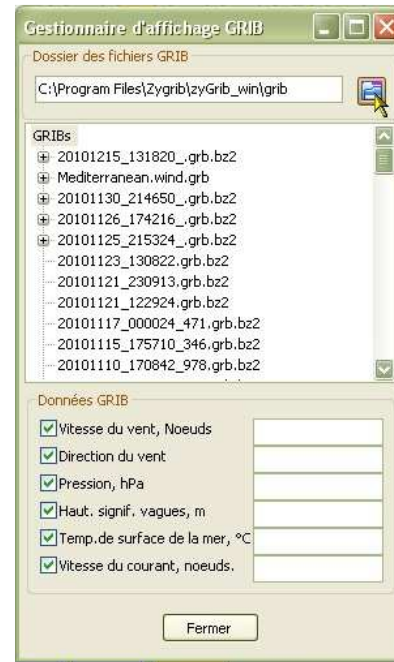 Gestionnaire d'affichage GRIB
Dossier des fichiers GRIB
C:\Program Files\Zygrib\zyGrib_win\grib
GRIBs
20101215_131820_.grb.bz2
Mediterranean.wind.grb
20101130_214650_.grb.bz2
20101126_174216_.grb.bz2
20101125_215324_.grb.bz2
20101123_130822.grb.bz2
20101121_230913.grb.bz2
20101121_122924.grb.bz2
20101117_000024_471.grb.bz2
20101115_175710_346.grb.bz2
20101110_170842_978.grb.bz2
Données GRIB
Vitesse du vent, Noeuds
Direction du vent
Pression, hPa
Haut. signif. vagues, m
Temp.de surface de la mer, °C
Vitesse du courant, noeuds.
Fermer